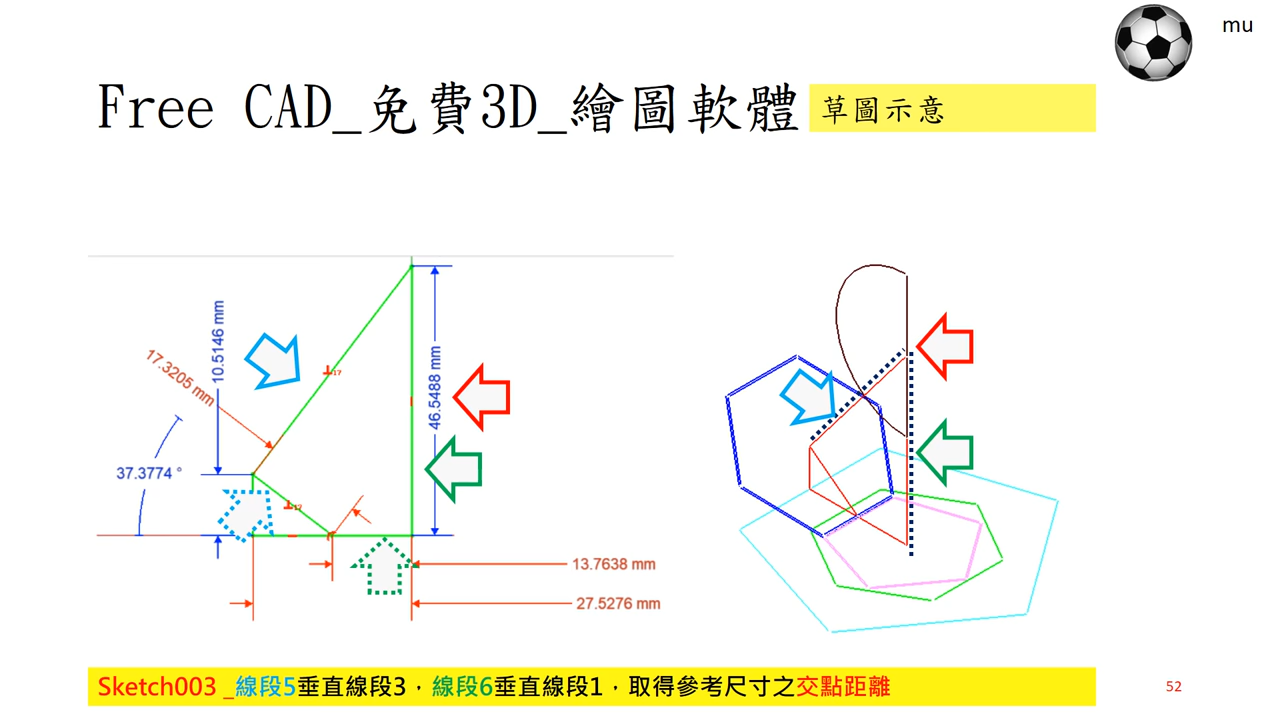 mu
Free CAD_免費3D_繪圖軟體
草圖示意
10.5146 mm
17.3205 mm
46.5488 mm
17
37.3774 °
17
13.7638 mm
27.5276 mm
Sketch003 _線段5垂直線段3，線段6垂直線段1，取得參考尺寸之交點距離
52